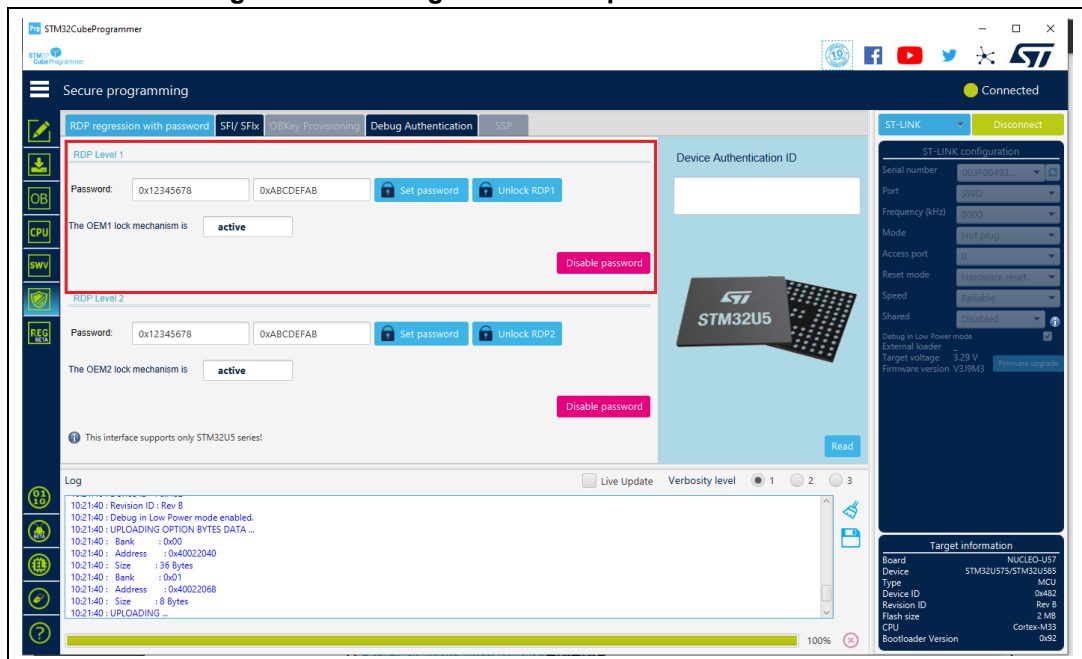 STM32CubeProgrammer
Prg
STM32
CubeProgrammer
19
Secure programming
Connected
RDP regression with password SFI/ SFIx OBKey Provisioning Debug Authentication SSP
ST-LINK Disconnect
RDP Level 1
Password: 0x12345678 0xABCDEFAB Set password Unlock RDP1
The OEM1 lock mechanism is active
Disable password
RDP Level 2
Password: 0x12345678 0xABCDEFAB Set password Unlock RDP2
The OEM2 lock mechanism is active
Disable password
This interface supports only STM32U5 series!
Device Authentication ID
STM32U5
Read
OB
CPU
SWV
REG
BETA
ST-LINK configuration
Serial number 003F00493...
Port SWD
Frequency (kHz) 8000
Mode Hot plug
Access port 0
Reset mode Hardware reset
Speed Reliable
Shared Disabled
Debug in Low Power mode
External loader -
Target voltage 3.29 V
Firmware version V3J9M3 Firmware upgrade
Log Live Update Verbosity level 1 2 3
10:21:40 : Revision ID : Rev B
10:21:40 : Debug in Low Power mode enabled.
10:21:40 : UPLOADING OPTION BYTES DATA ...
10:21:40 : Bank : 0x00
10:21:40 : Address : 0x40022040
10:21:40 : Size : 36 Bytes
10:21:40 : Bank : 0x01
10:21:40 : Address : 0x40022068
10:21:40 : Size : 8 Bytes
10:21:40 : UPLOADING ...
100%
Target information
Board NUCLEO-U57
Device STM32U575/STM32U585
Type MCU
Device ID 0x482
Revision ID Rev B
Flash size 2 MB
CPU Cortex-M33
Bootloader Version 0x92